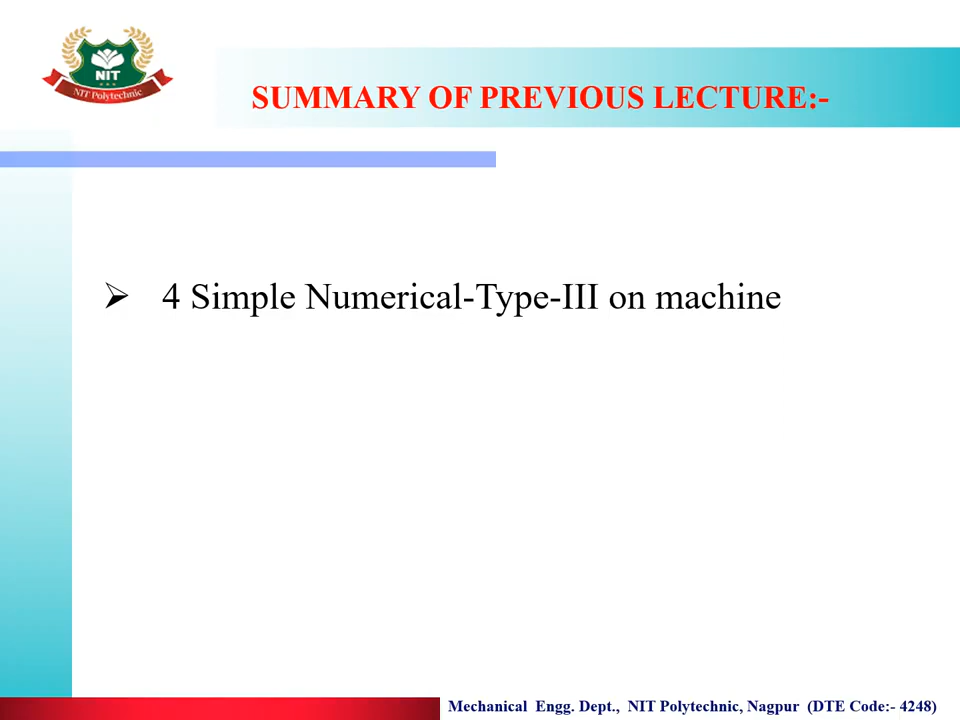 NIT
NIT Polytechnic
SUMMARY OF PREVIOUS LECTURE:-
➢ 4 Simple Numerical-Type-III on machine
Mechanical Engg. Dept., NIT Polytechnic, Nagpur (DTE Code:- 4248)